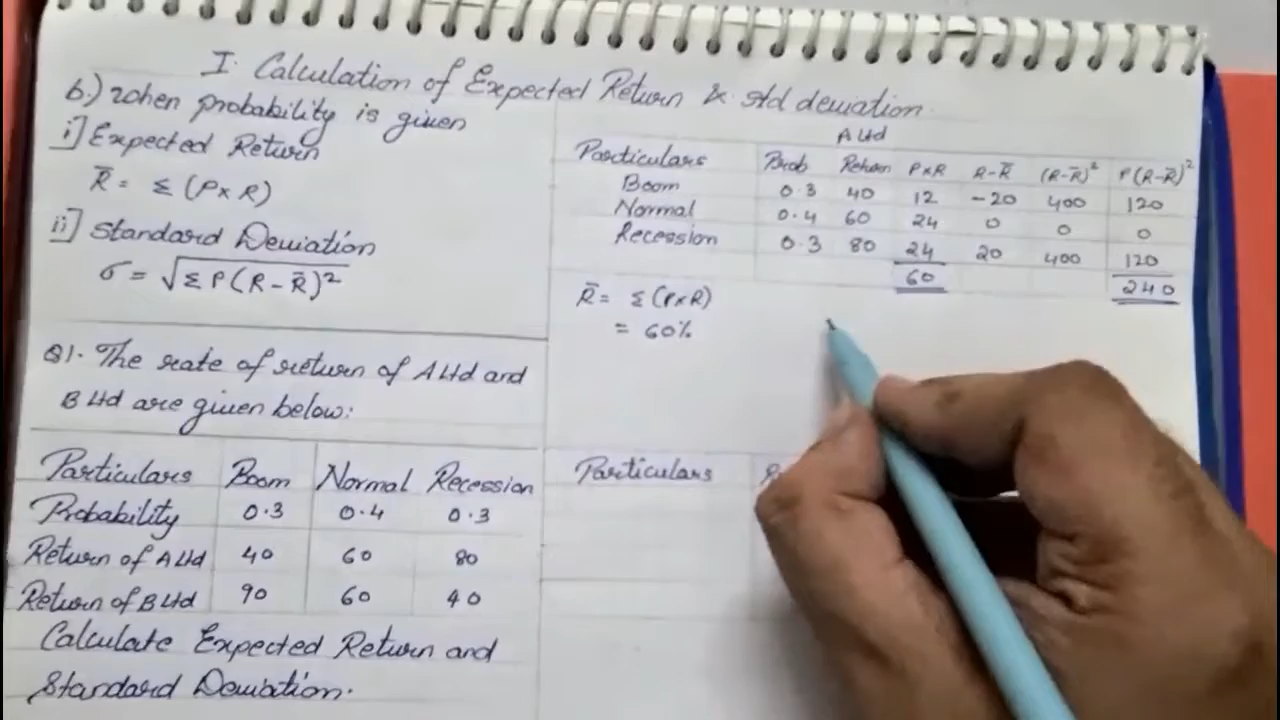 I. Calculation of Expected Return & std deviation.
b.) When probability is given
i] Expected Return
R̄ = Σ (P×R)
ii] Standard Deviation
σ = √Σ P(R-R̄)²
Q1. The rate of return of A Ltd and
B Ltd are given below:
Particulars Boom Normal Recession
Probability 0.3 0.4 0.3
Return of A Ltd 40 60 80
Return of B Ltd 90 60 40
Calculate Expected Return and
Standard Deviation.
A Ltd
Particulars Prob Return P×R R-R̄ (R-R̄)² P(R-R̄)²
Boom 0.3 40 12 -20 400 120
Normal 0.4 60 24 0 0 0
Recession 0.3 80 24 20 400 120
60 240
R̄ = Σ (P×R)
= 60%
Particulars